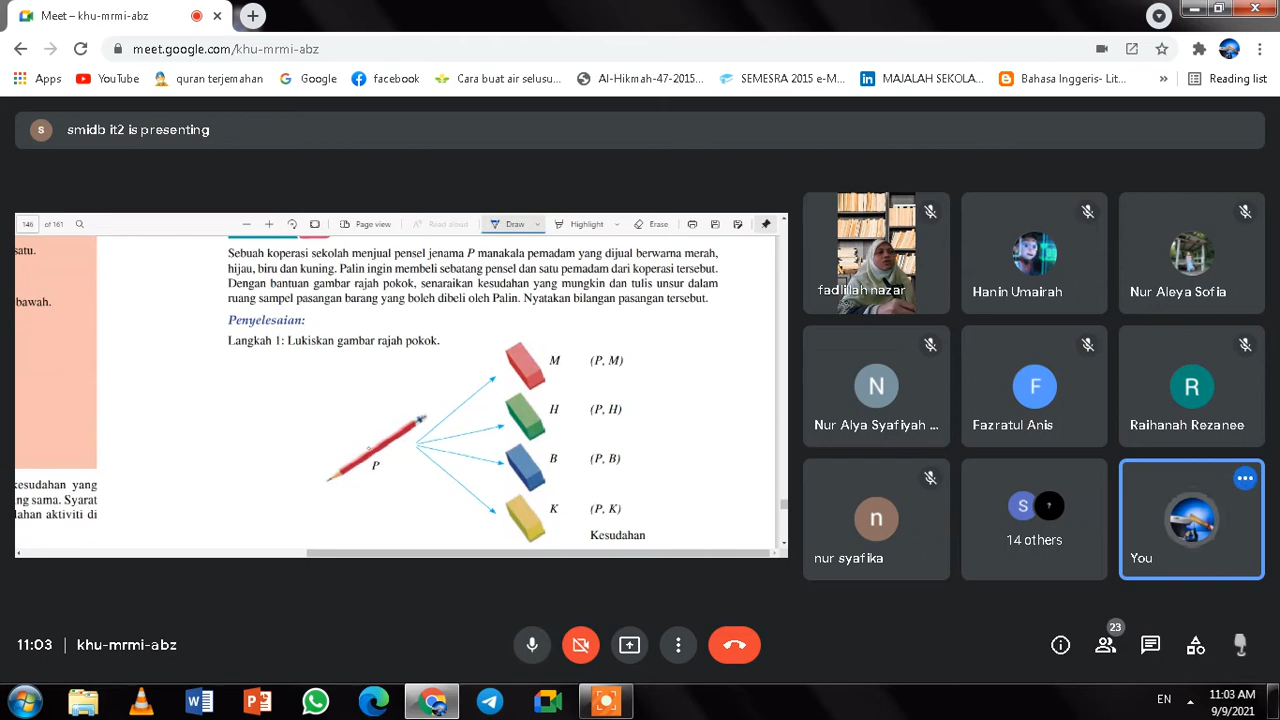 Meet – khu-mrmi-abz
meet.google.com/khu-mrmi-abz
Apps YouTube quran terjemahan Google facebook Cara buat air selusu... Al-Hikmah-47-2015... SEMESRA 2015 e-M... MAJALAH SEKOLA... Bahasa Inggeris- Lit... » Reading list
s smidb it2 is presenting
146 of 161 Page view Read aloud Draw Highlight Erase
satu.
bawah.
kesudahan yang
ng sama. Syarat
lahan aktiviti di
Sebuah koperasi sekolah menjual pensel jenama P manakala pemadam yang dijual berwarna merah,
hijau, biru dan kuning. Palin ingin membeli sebatang pensel dan satu pemadam dari koperasi tersebut.
Dengan bantuan gambar rajah pokok, senaraikan kesudahan yang mungkin dan tulis unsur dalam
ruang sampel pasangan barang yang boleh dibeli oleh Palin. Nyatakan bilangan pasangan tersebut.
Penyelesaian:
Langkah 1: Lukiskan gambar rajah pokok.
M (P, M)
H (P, H)
P
B (P, B)
K (P, K)
Kesudahan
fadlillah nazar
Hanin Umairah
Nur Aleya Sofia
N
Nur Alya Syafiyah ...
F
Fazratul Anis
R
Raihanah Rezanee
n
nur syafika
S ?
14 others
You
11:03 | khu-mrmi-abz
23
EN
11:03 AM
9/9/2021